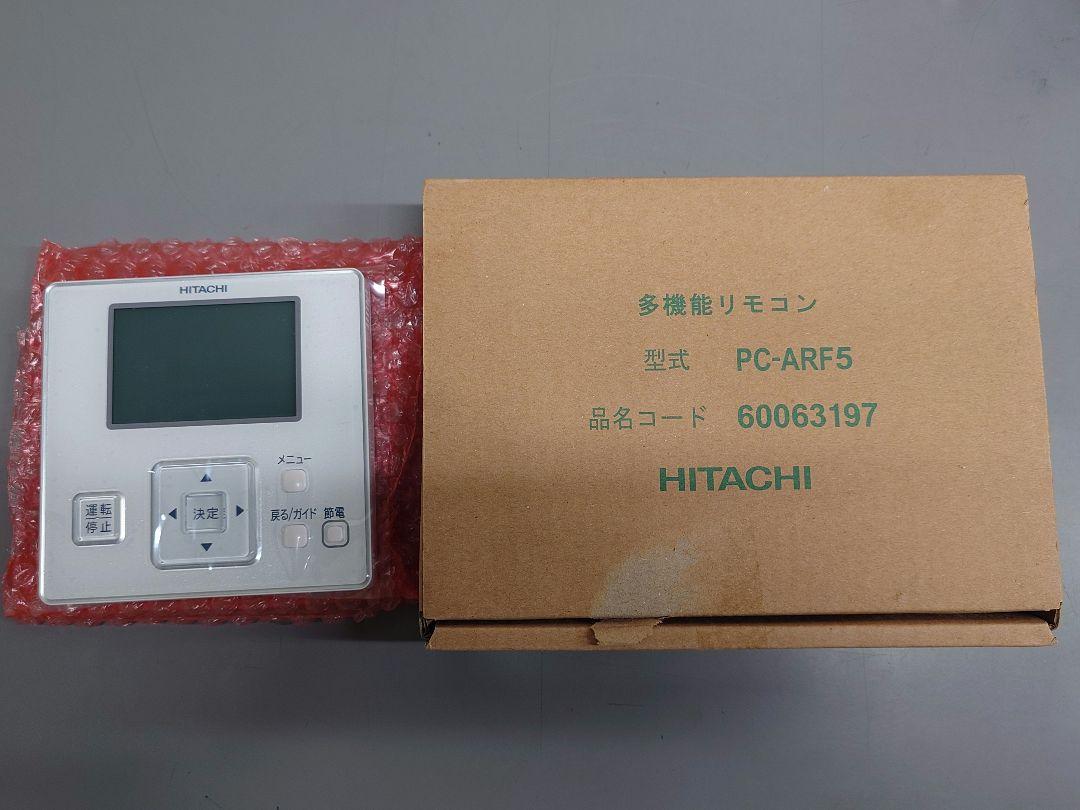 HITACHI
メニュー
運転
停止
決定
戻る/ガイド 節電
多機能リモコン
型式 PC-ARF5
品名コード 60063197
HITACHI